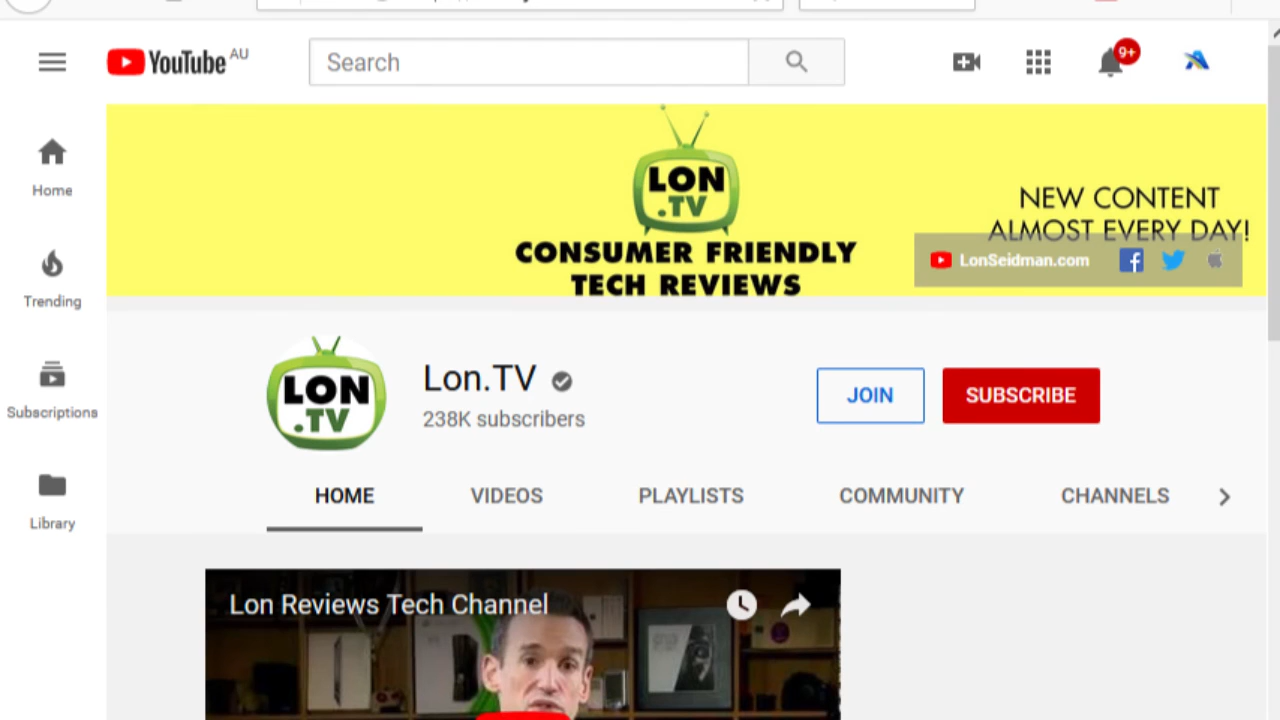 YouTube AU
Search
9+
Home
Trending
Subscriptions
Library
LON
.TV
CONSUMER FRIENDLY
TECH REVIEWS
NEW CONTENT
ALMOST EVERY DAY!
LonSeidman.com
LON
.TV
Lon.TV
238K subscribers
JOIN
SUBSCRIBE
HOME
VIDEOS
PLAYLISTS
COMMUNITY
CHANNELS
Lon Reviews Tech Channel